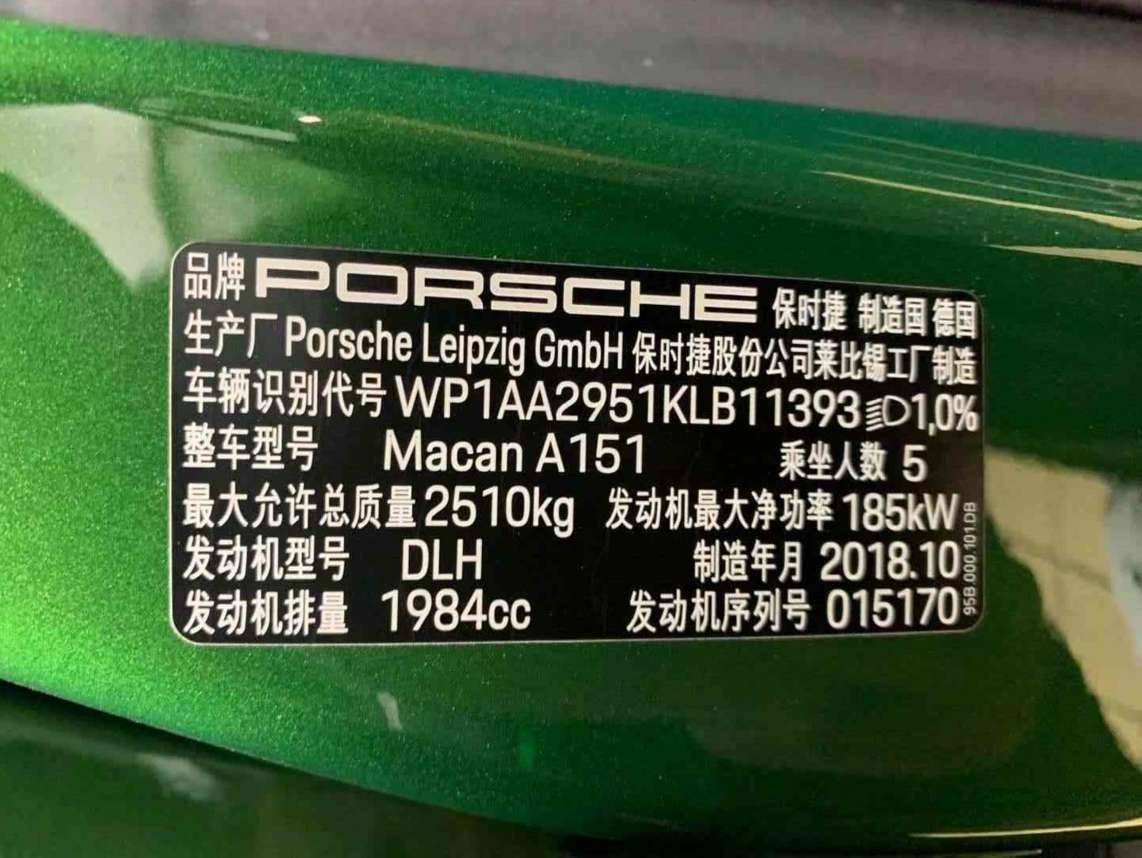 品牌 PORSCHE 保时捷 制造国 德国
生产厂 Porsche Leipzig GmbH 保时捷股份公司莱比锡工厂制造
车辆识别代号 WP1AA2951KLB11393 1,0%
整车型号 Macan A151 乘坐人数 5
最大允许总质量 2510kg 发动机最大净功率 185kW
发动机型号 DLH 制造年月 2018.10
发动机排量 1984cc 发动机序列号 015170
95B.000.101.DB